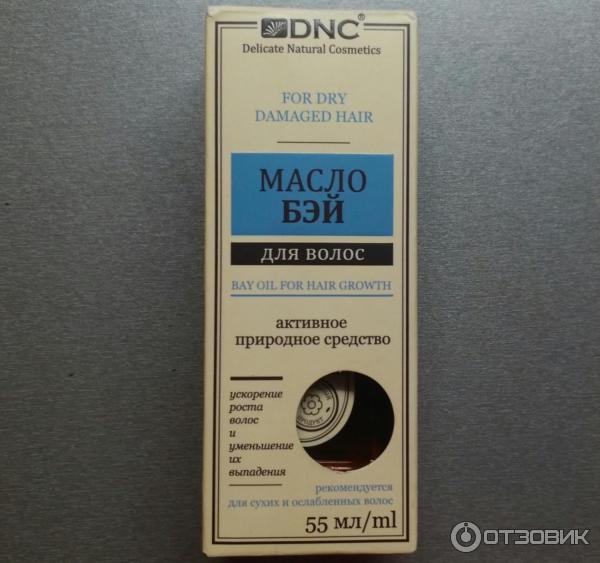 DNC®
Delicate Natural Cosmetics
FOR DRY
DAMAGED HAIR
МАСЛО
БЭЙ
ДЛЯ ВОЛОС
BAY OIL FOR HAIR GROWTH
активное
природное средство
ускорение
роста
волос
и
уменьшение
их
выпадения
ПРОДУКТ
рекомендуется
для сухих и ослабленных волос
55 мл/ml
ОТЗОВИК